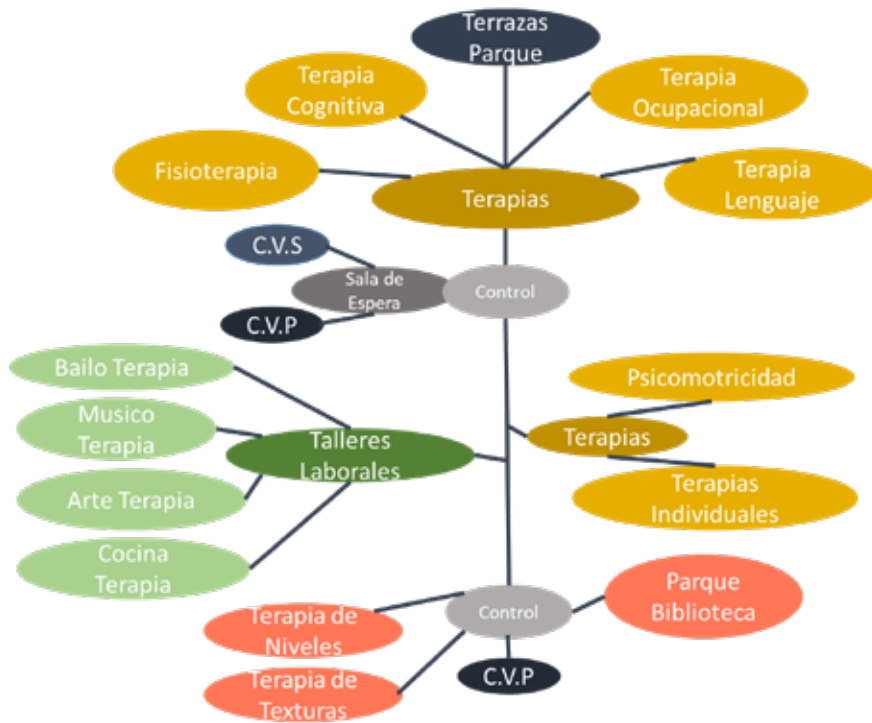 Terrazas
Parque
Terapia
Cognitiva
Terapia
Ocupacional
Fisioterapia
Terapias
Terapia
Lenguaje
C.V.S
Sala de
Espera
Control
C.V.P
Bailo Terapia
Psicomotricidad
Musico
Terapia
Talleres
Laborales
Terapias
Arte Terapia
Terapias
Individuales
Cocina
Terapia
Terapia de
Niveles
Control
Parque
Biblioteca
C.V.P
Terapia de
Texturas